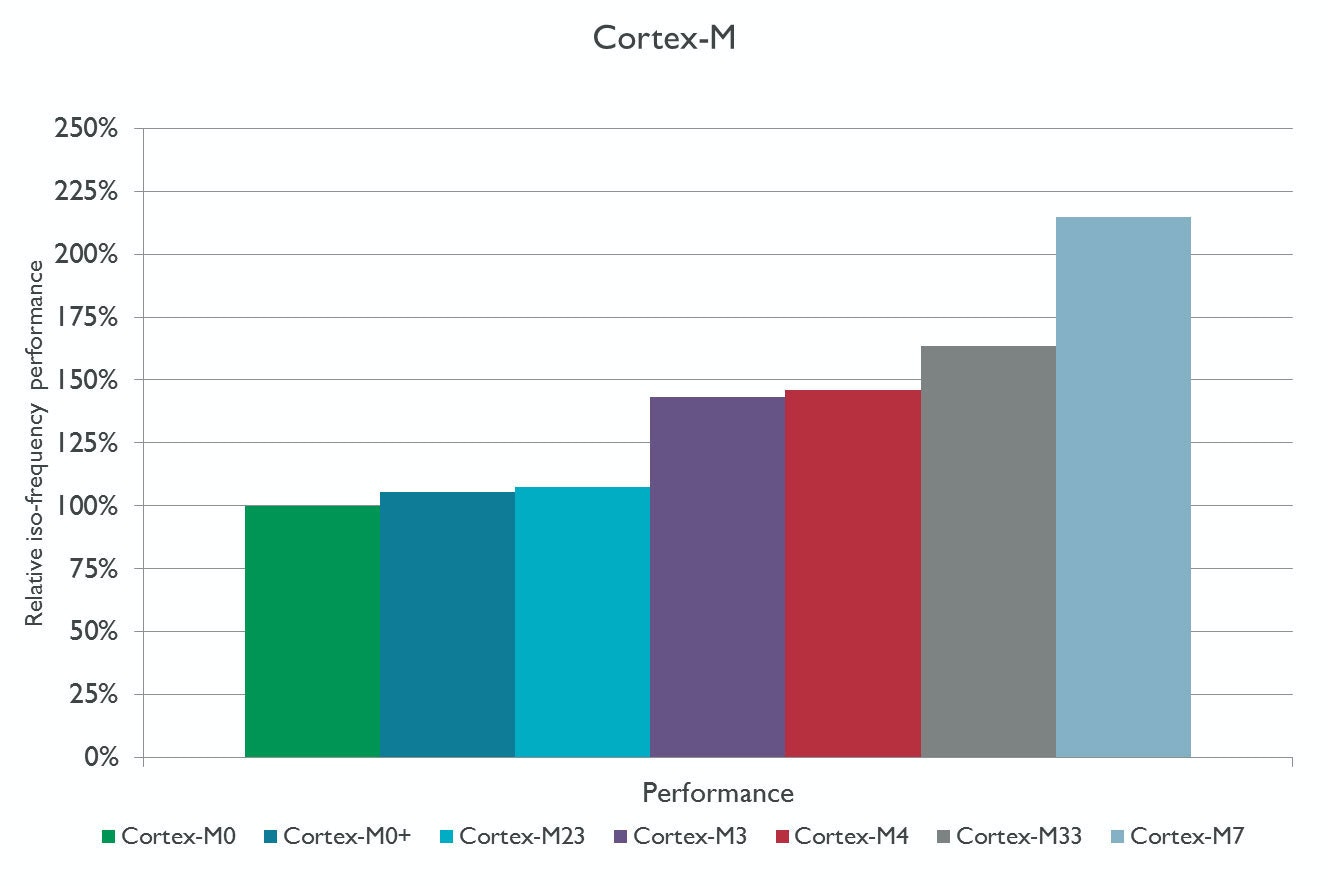 Cortex-M
250%
225%
200%
175%
150%
125%
100%
75%
50%
25%
0%
Relative iso-frequency performance
Performance
Cortex-M0 Cortex-M0+ Cortex-M23 Cortex-M3 Cortex-M4 Cortex-M33 Cortex-M7